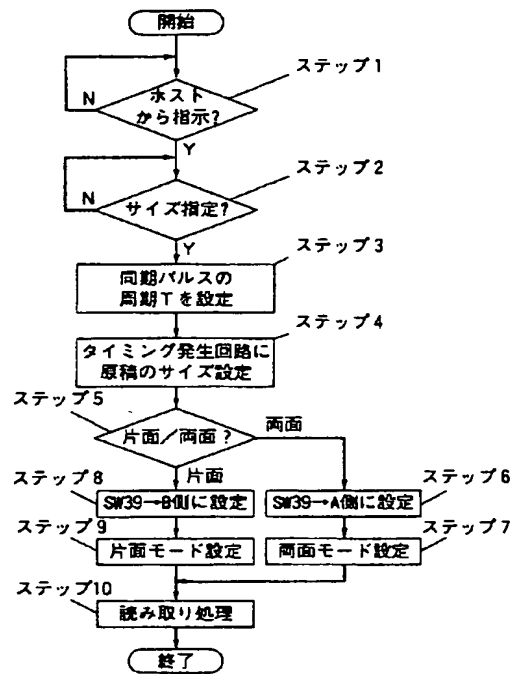 開始
ステップ1
ホスト
から指示?
N
Y
ステップ2
サイズ指定?
N
Y
ステップ3
同期パルスの
周期Tを設定
ステップ4
タイミング発生回路に
原稿のサイズ設定
ステップ5
片面/両面?
両面
片面
ステップ8
SW39→B側に設定
ステップ6
SW39→A側に設定
ステップ9
片面モード設定
ステップ7
両面モード設定
ステップ10
読み取り処理
終了